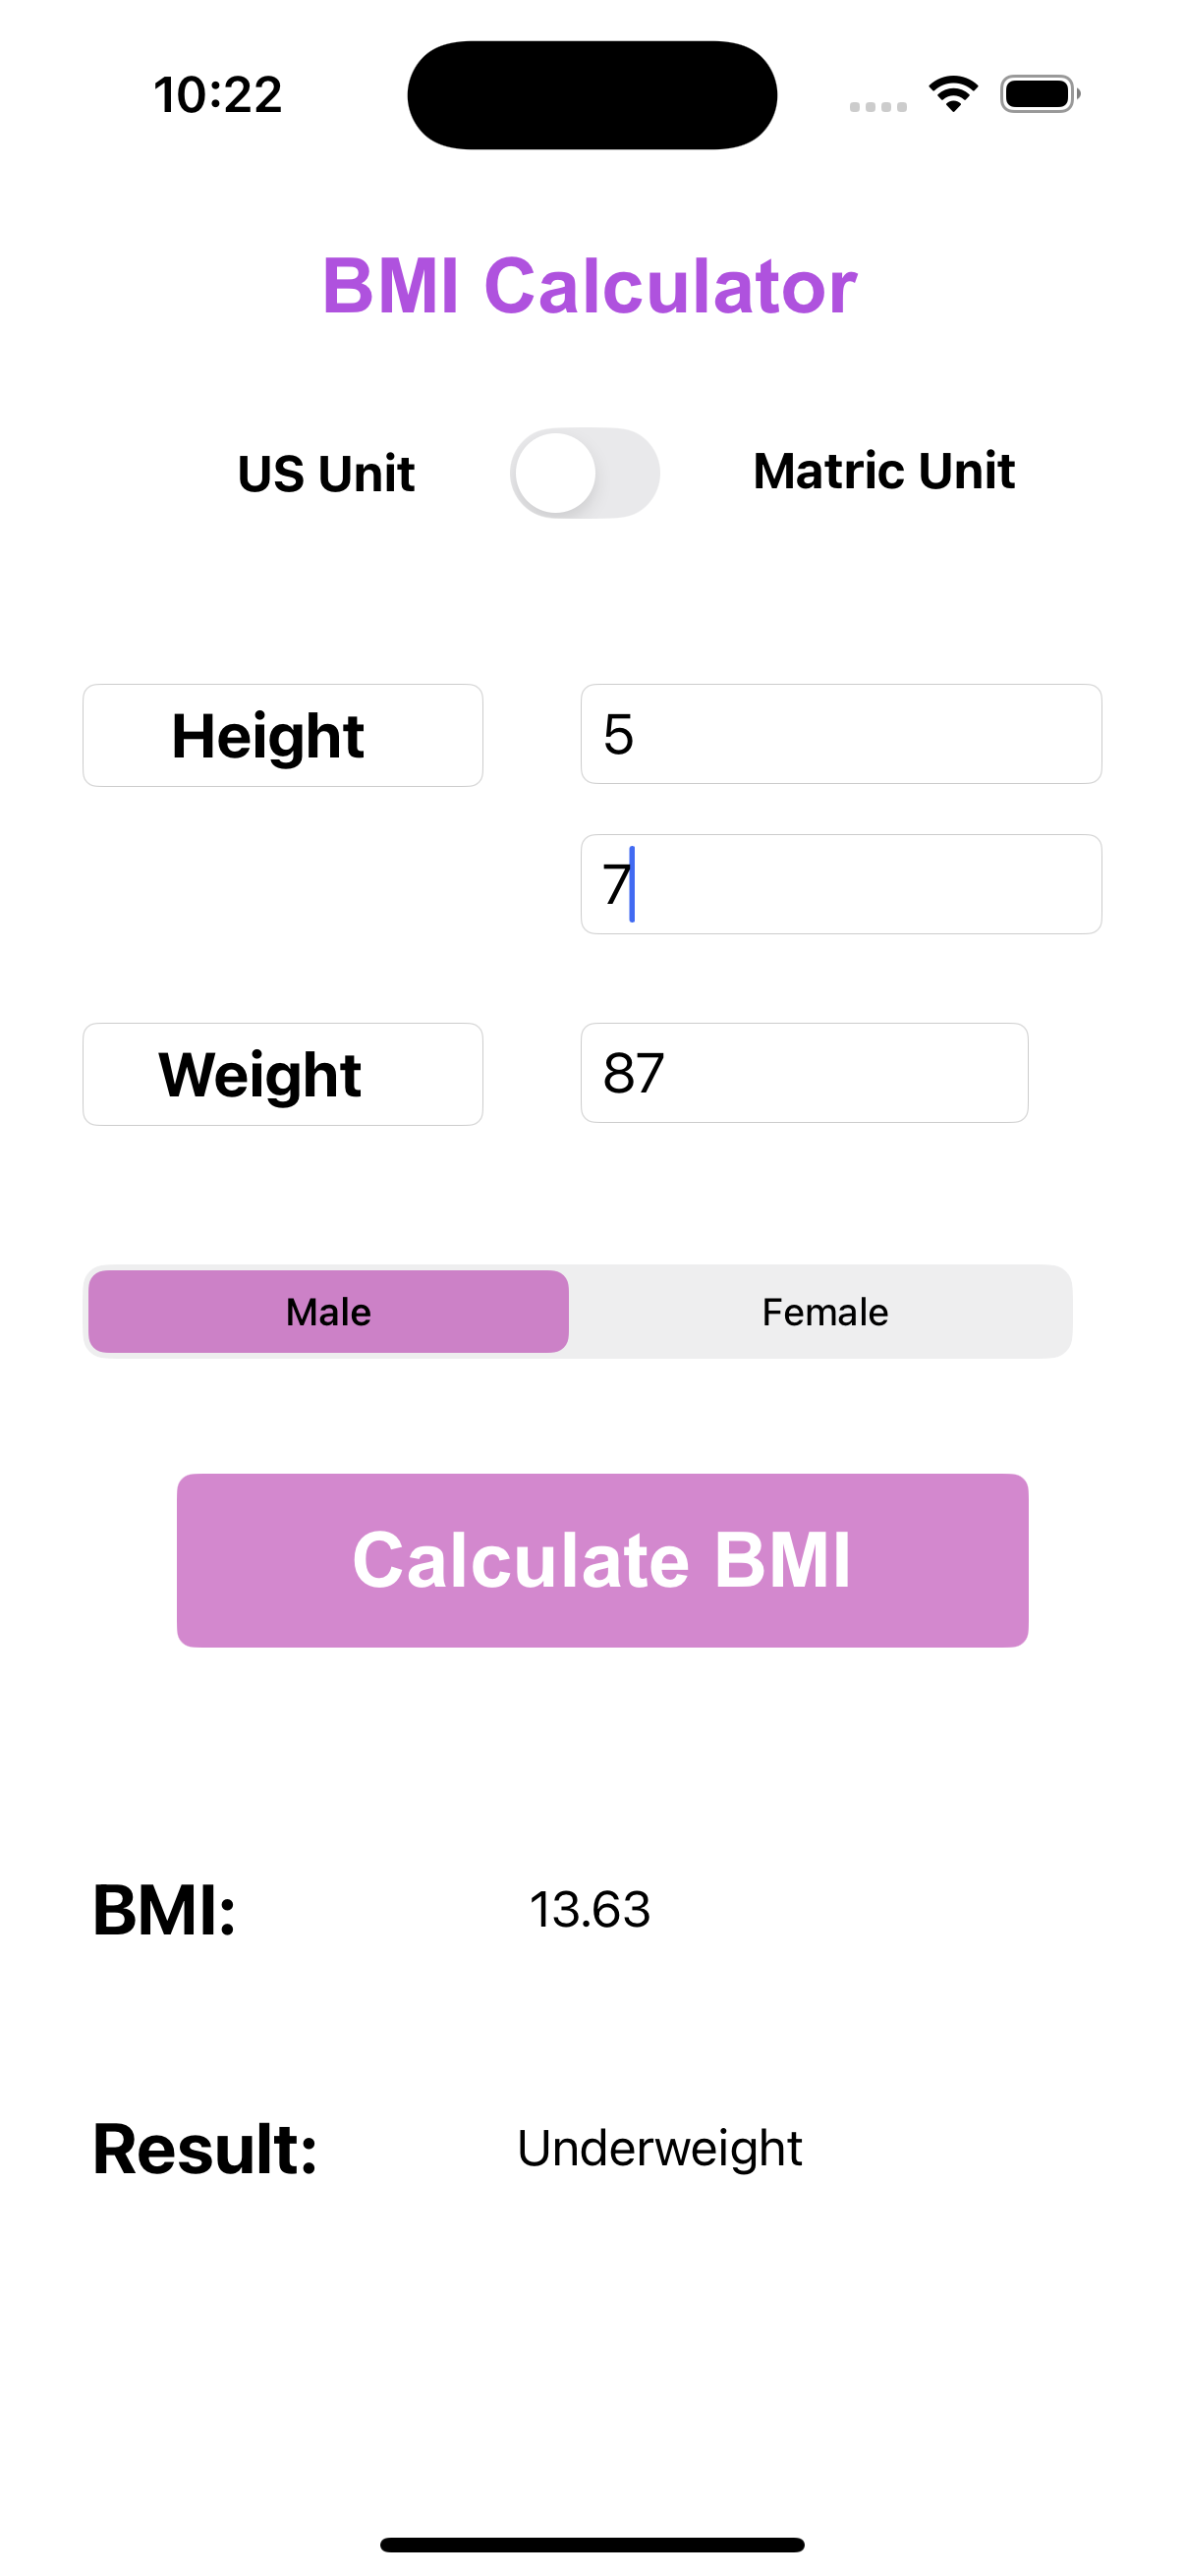 10:22
BMI Calculator
US Unit Matric Unit
Height 5
7
Weight 87
Male Female
Calculate BMI
BMI: 13.63
Result: Underweight